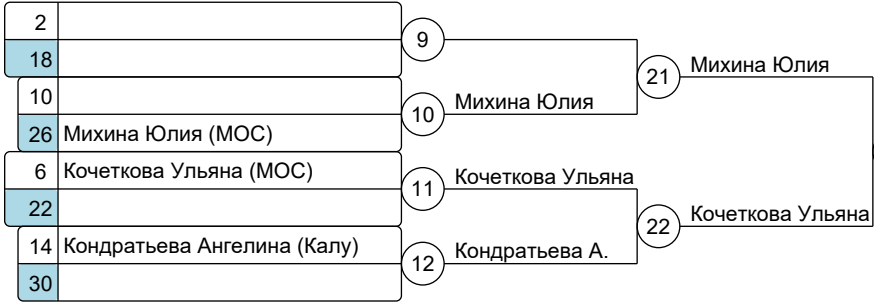 2
9
18
21 Михина Юлия
10
10 Михина Юлия
26 Михина Юлия (МОС)
6 Кочеткова Ульяна (МОС)
11 Кочеткова Ульяна
22
22 Кочеткова Ульяна
14 Кондратьева Ангелина (Калу)
12 Кондратьева А.
30